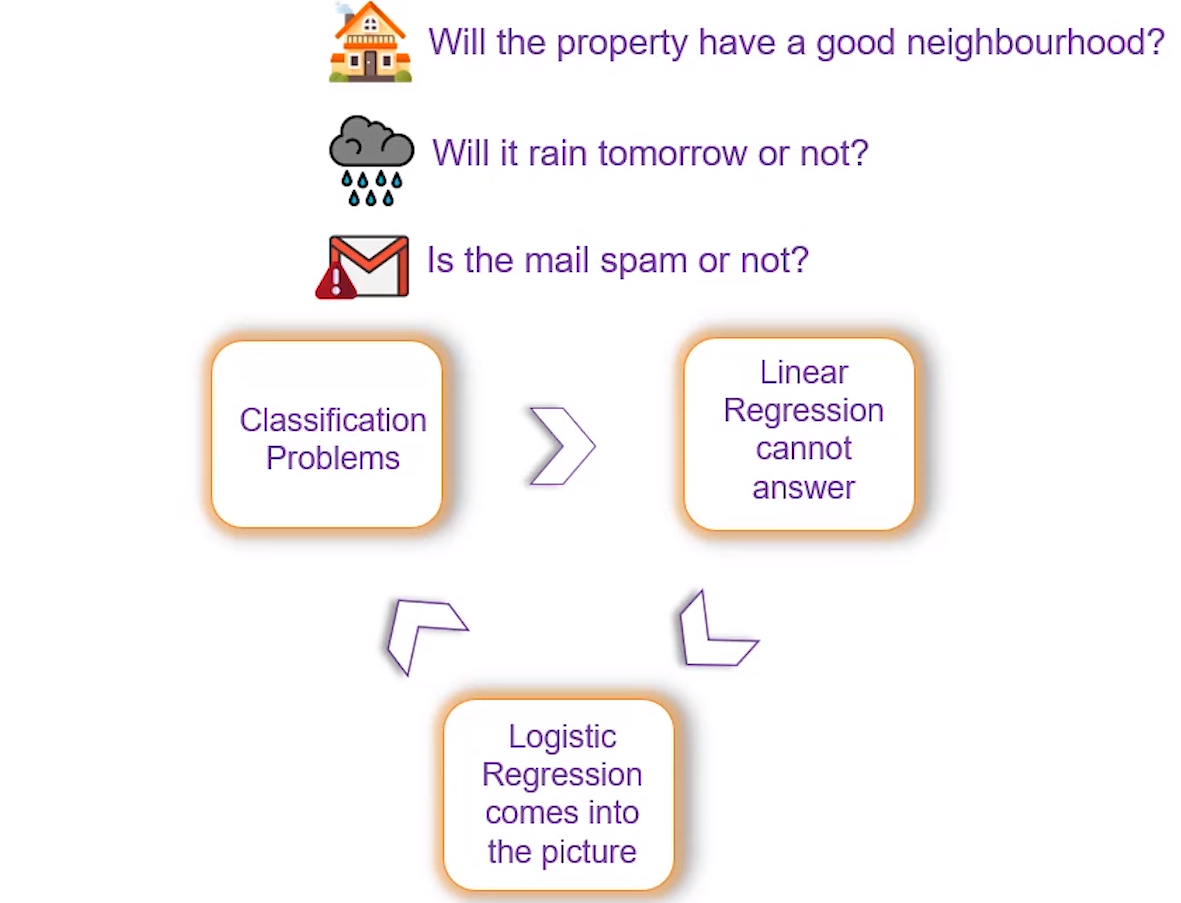 Will the property have a good neighbourhood?
Will it rain tomorrow or not?
Is the mail spam or not?
Classification
Problems
Linear
Regression
cannot
answer
Logistic
Regression
comes into
the picture